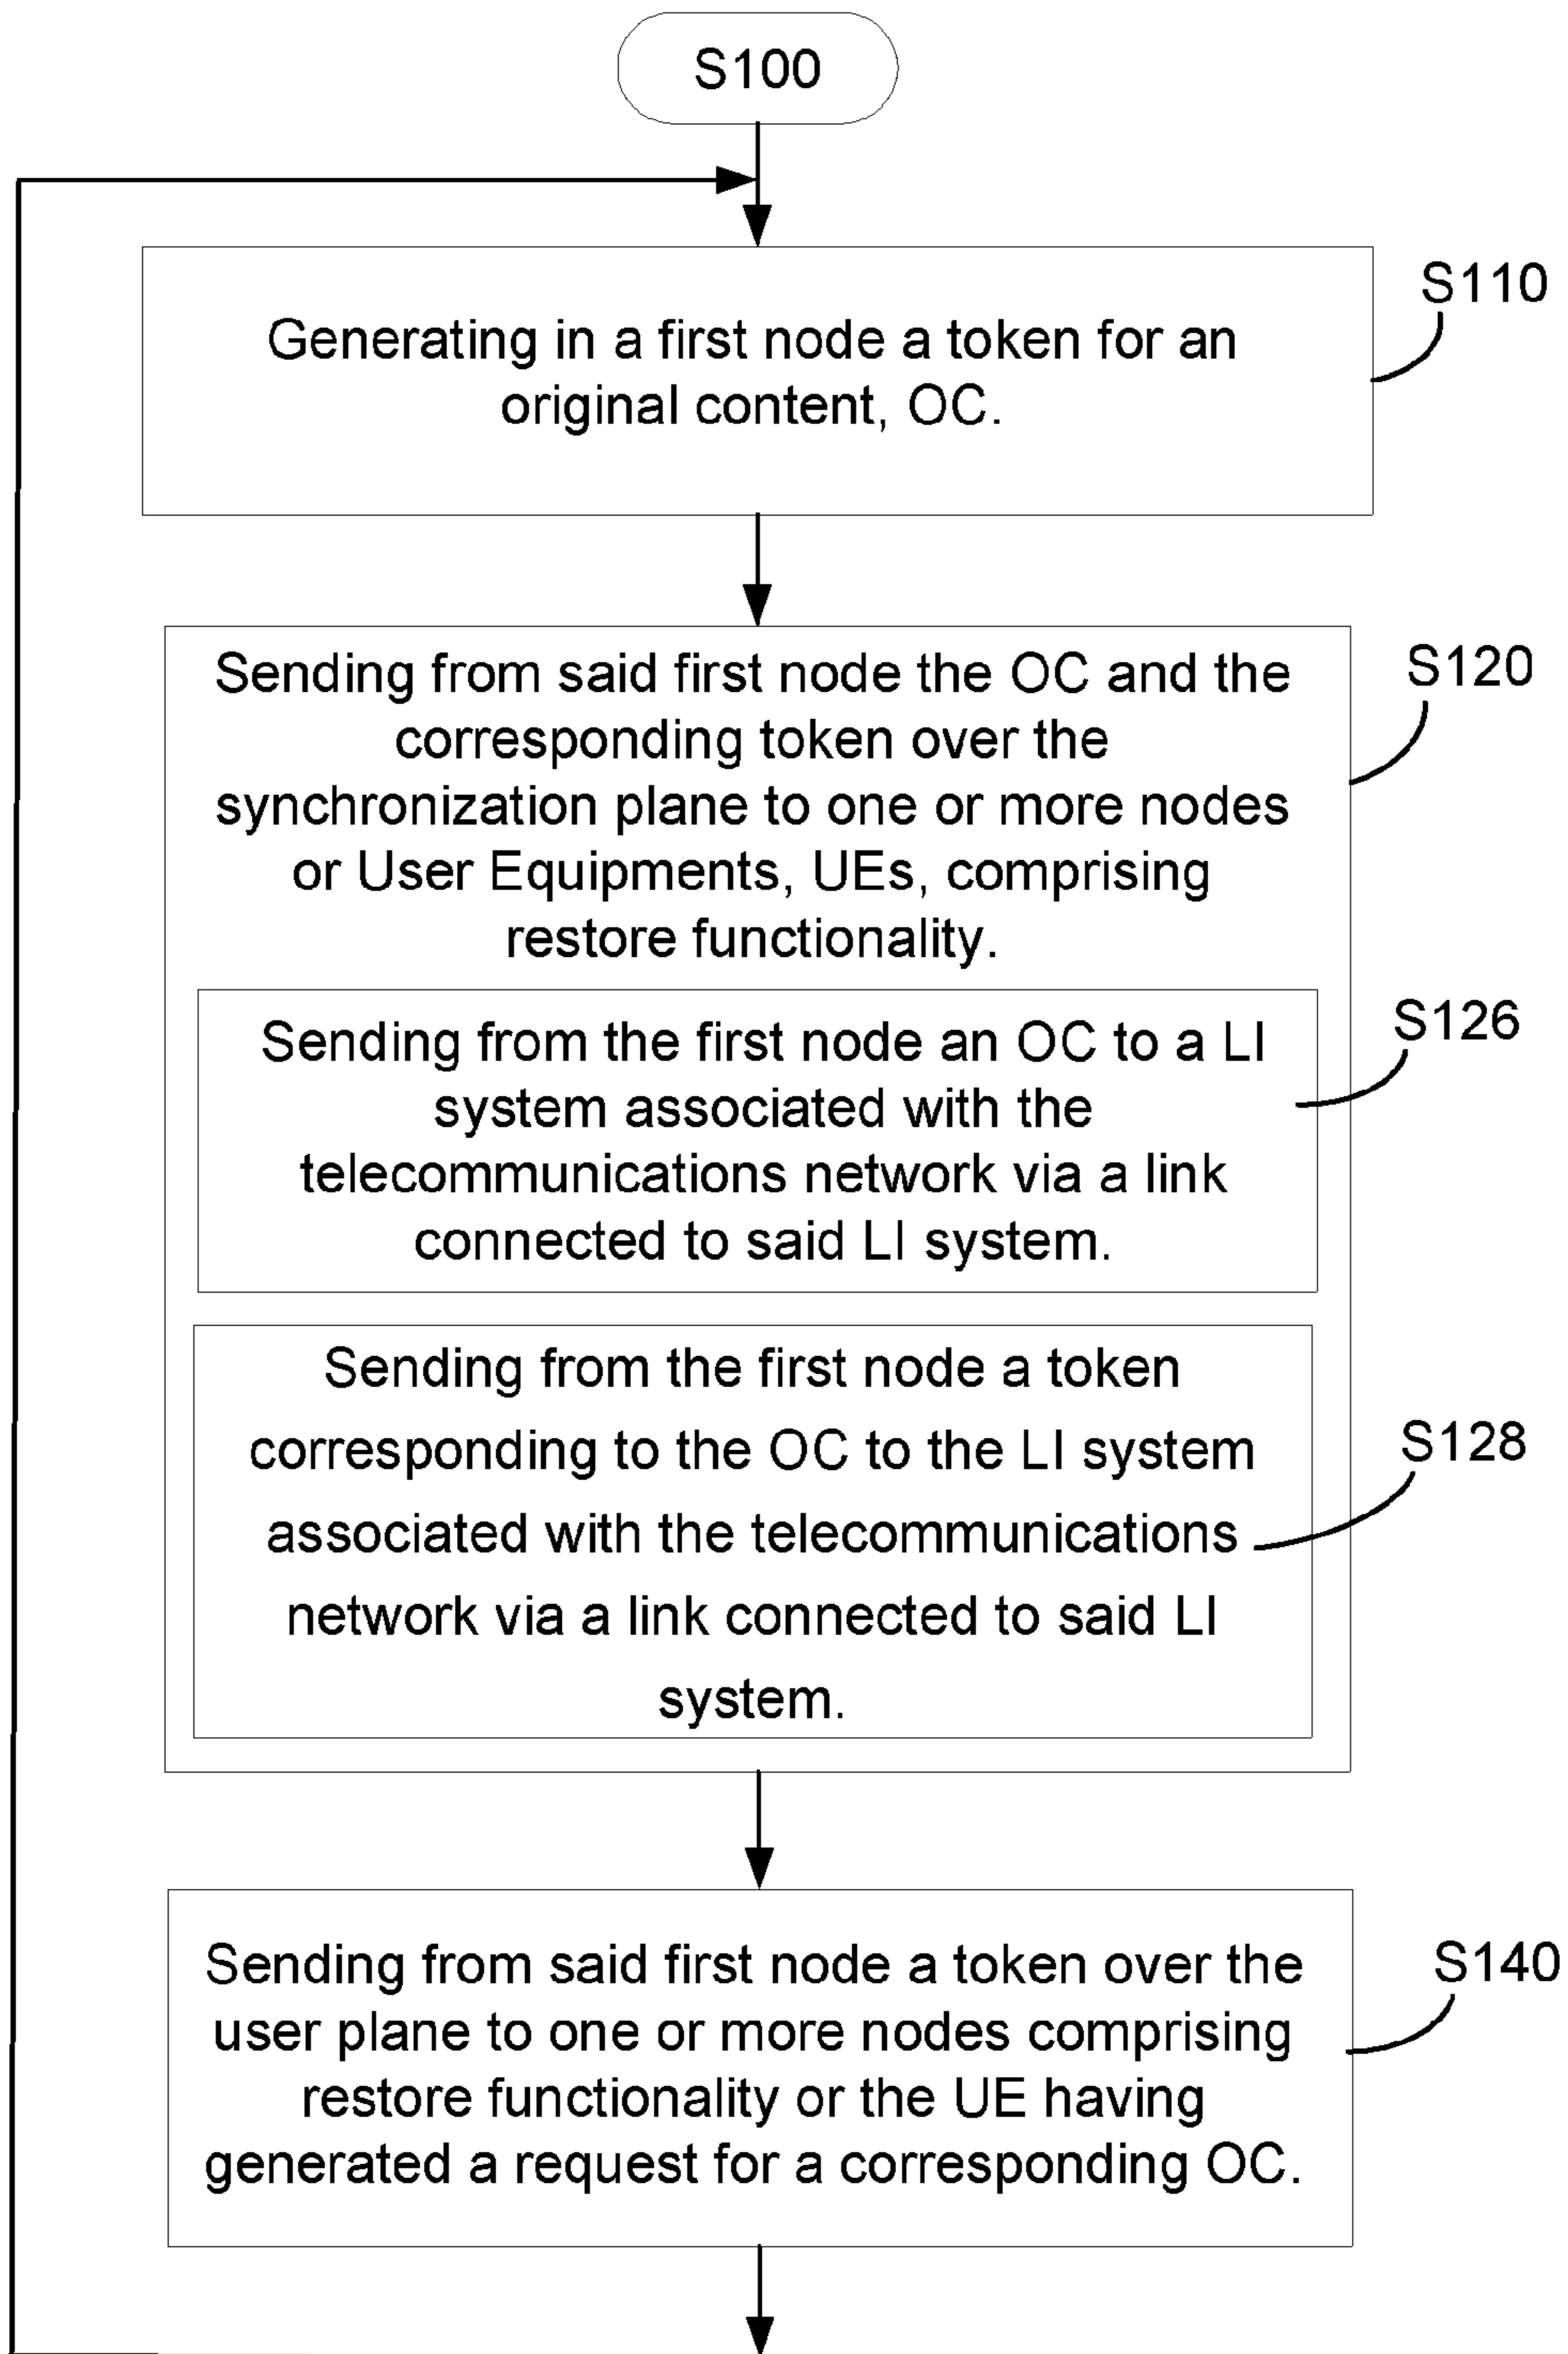 S100
S110
Generating in a first node a token for an
original content, OC.
S120
Sending from said first node the OC and the
corresponding token over the
synchronization plane to one or more nodes
or User Equipments, UEs, comprising
restore functionality.
S126
Sending from the first node an OC to a LI
system associated with the
telecommunications network via a link
connected to said LI system.
S128
Sending from the first node a token
corresponding to the OC to the LI system
associated with the telecommunications
network via a link connected to said LI
system.
S140
Sending from said first node a token over the
user plane to one or more nodes comprising
restore functionality or the UE having
generated a request for a corresponding OC.